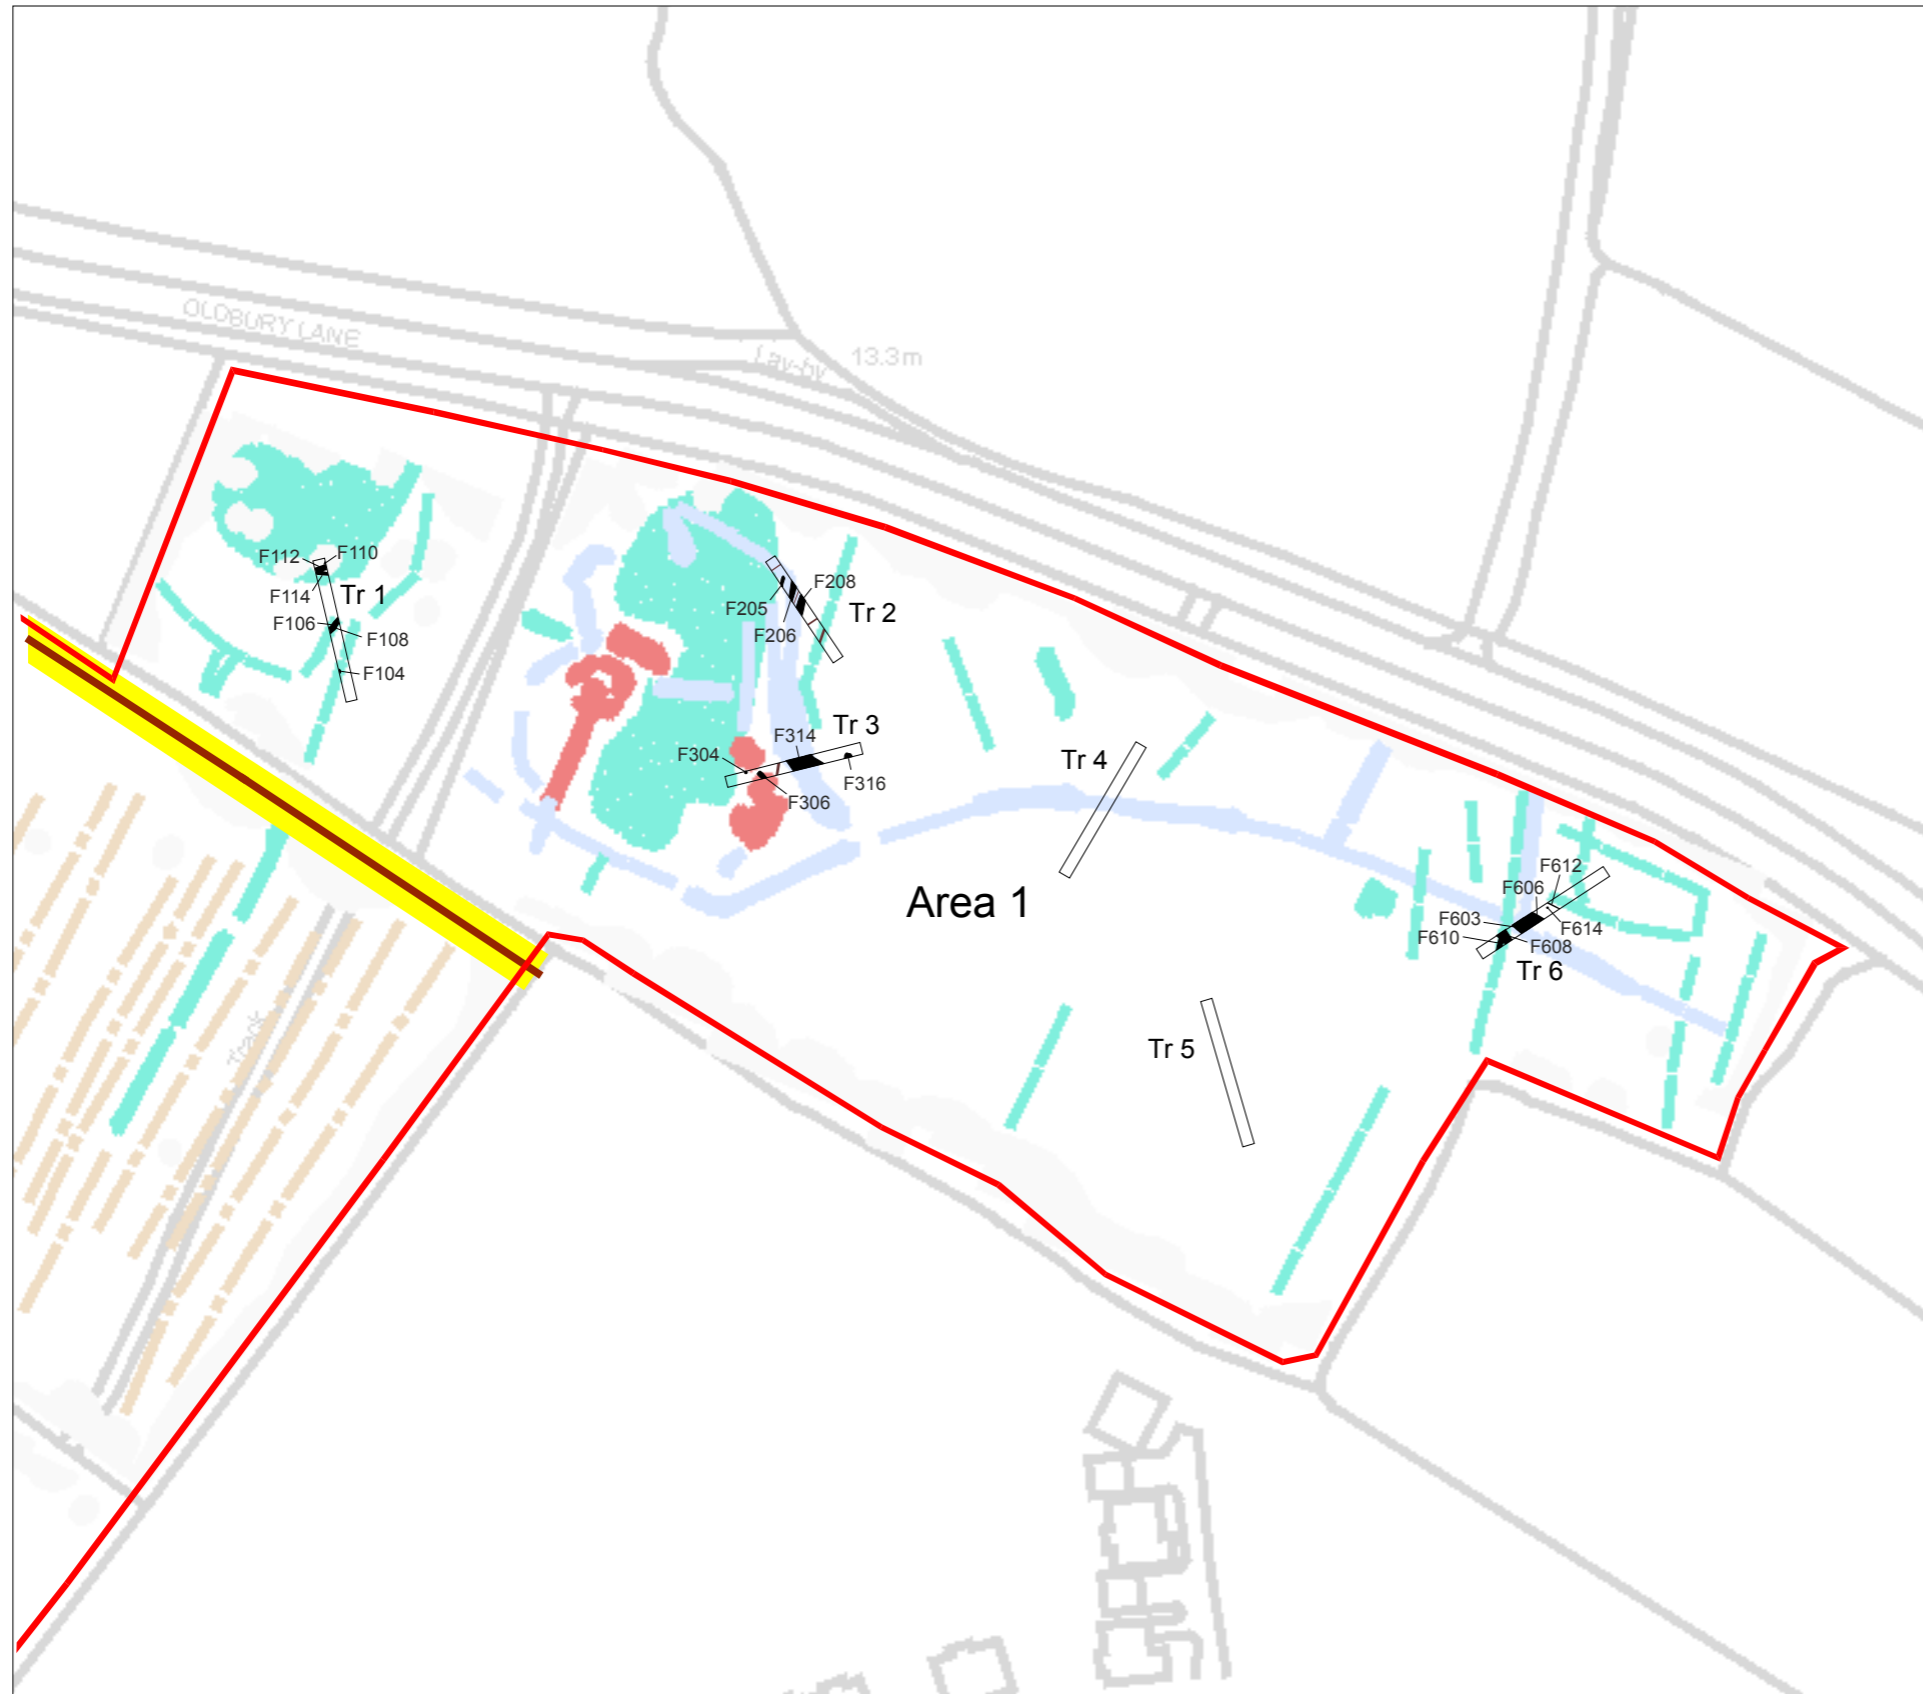 OLDBURY LANE
Lay-by
13.3m
F112
F110
F114
Tr 1
F106
F108
F104
F208
F205
Tr 2
F206
Tr 3
F314
F304
F316
F306
Tr 4
Area 1
F612
F606
F603
F614
F610
F608
Tr 6
Tr 5
Track